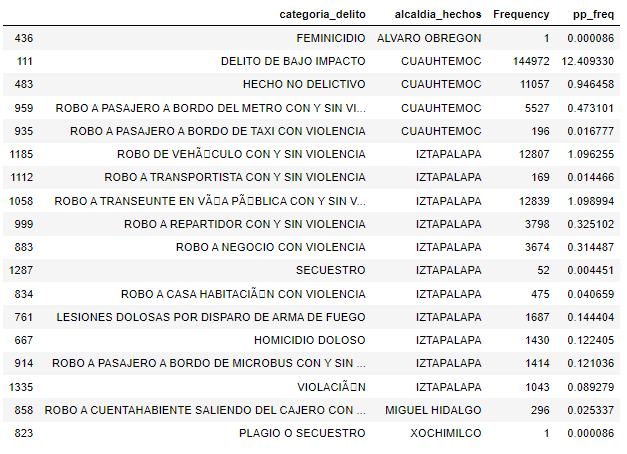 categoria_delito alcaldia_hechos Frequency pp_freq
436 FEMINICIDIO ALVARO OBREGON 1 0.000086
111 DELITO DE BAJO IMPACTO CUAUHTEMOC 144972 12.409330
483 HECHO NO DELICTIVO CUAUHTEMOC 11057 0.946458
959 ROBO A PASAJERO A BORDO DEL METRO CON Y SIN VI... CUAUHTEMOC 5527 0.473101
935 ROBO A PASAJERO A BORDO DE TAXI CON VIOLENCIA CUAUHTEMOC 196 0.016777
1185 ROBO DE VEHÃ▯CULO CON Y SIN VIOLENCIA IZTAPALAPA 12807 1.096255
1112 ROBO A TRANSPORTISTA CON Y SIN VIOLENCIA IZTAPALAPA 169 0.014466
1058 ROBO A TRANSEUNTE EN VÃ▯A PÃ▯BLICA CON Y SIN V... IZTAPALAPA 12839 1.098994
999 ROBO A REPARTIDOR CON Y SIN VIOLENCIA IZTAPALAPA 3798 0.325102
883 ROBO A NEGOCIO CON VIOLENCIA IZTAPALAPA 3674 0.314487
1287 SECUESTRO IZTAPALAPA 52 0.004451
834 ROBO A CASA HABITACIÃ▯N CON VIOLENCIA IZTAPALAPA 475 0.040659
761 LESIONES DOLOSAS POR DISPARO DE ARMA DE FUEGO IZTAPALAPA 1687 0.144404
667 HOMICIDIO DOLOSO IZTAPALAPA 1430 0.122405
914 ROBO A PASAJERO A BORDO DE MICROBUS CON Y SIN ... IZTAPALAPA 1414 0.121036
1335 VIOLACIÃ▯N IZTAPALAPA 1043 0.089279
858 ROBO A CUENTAHABIENTE SALIENDO DEL CAJERO CON ... MIGUEL HIDALGO 296 0.025337
823 PLAGIO O SECUESTRO XOCHIMILCO 1 0.000086